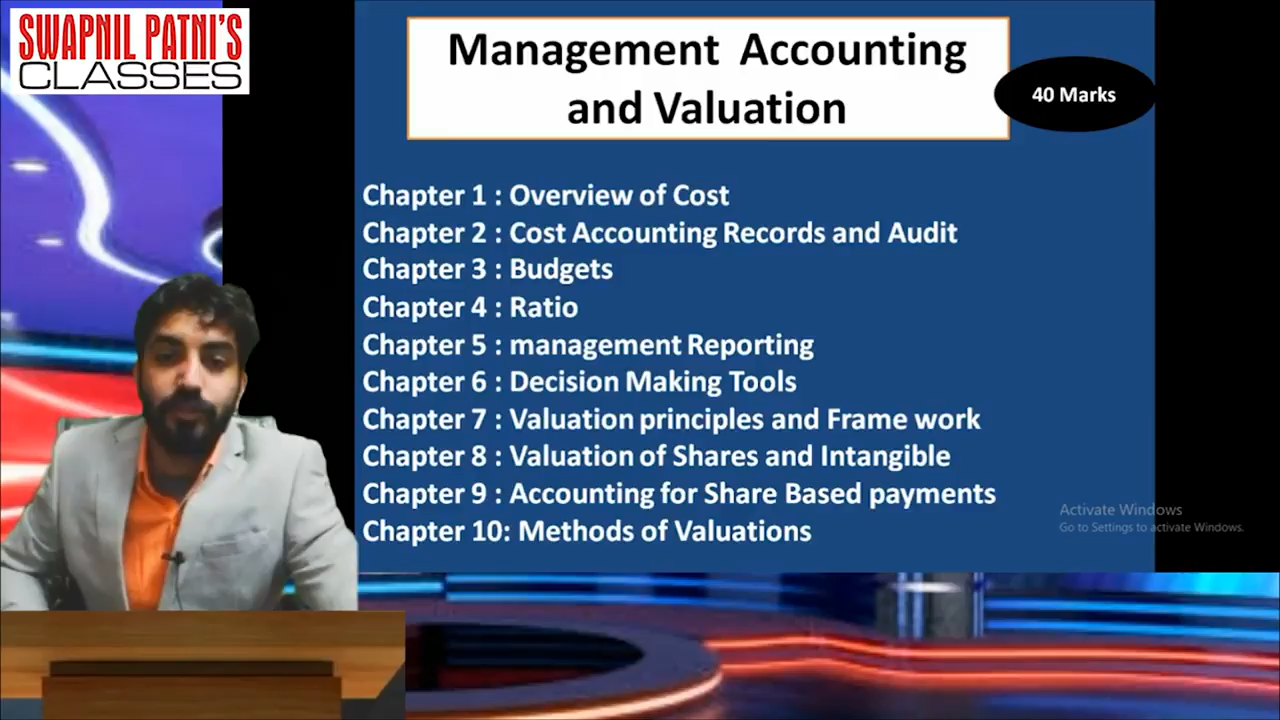 SWAPNIL PATNI'S
CLASSES
Management Accounting
and Valuation
40 Marks
Chapter 1 : Overview of Cost
Chapter 2 : Cost Accounting Records and Audit
Chapter 3 : Budgets
Chapter 4 : Ratio
Chapter 5 : management Reporting
Chapter 6 : Decision Making Tools
Chapter 7 : Valuation principles and Frame work
Chapter 8 : Valuation of Shares and Intangible
Chapter 9 : Accounting for Share Based payments
Chapter 10: Methods of Valuations
Activate Windows
Go to Settings to activate Windows.